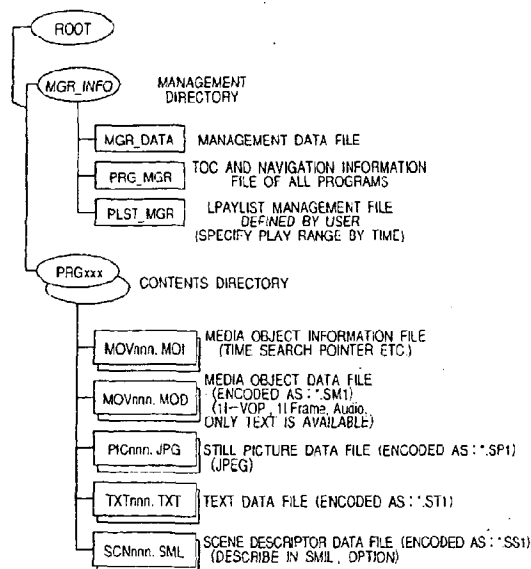 ROOT
MGR_INFO
MANAGEMENT
DIRECTORY
MGR_DATA
MANAGEMENT DATA FILE
PRG_MGR
TOC AND NAVIGATION INFORMATION
FILE OF ALL PROGRAMS
PLST_MGR
LPAYLIST MANAGEMENT FILE
DEFINED BY USER
(SPECIFY PLAY RANGE BY TIME)
PRGxxx
CONTENTS DIRECTORY
MOVnnn. MOI
MEDIA OBJECT INFORMATION FILE
(TIME SEARCH POINTER ETC.)
MOVnnn. MOD
MEDIA OBJECT DATA FILE
(ENCODED AS : *.SM1)
(1I-VOP, 1I Frame, Audio,
ONLY TEXT IS AVAILABLE)
PICnnn. JPG
STILL PICTURE DATA FILE (ENCODED AS : *.SP1)
(JPEG)
TXTnnn. TXT
TEXT DATA FILE (ENCODED AS : *.ST1)
SCNnnn. SML
SCENE DESCRIPTOR DATA FILE (ENCODED AS : *.SS1)
(DESCRIBE IN SMIL, OPTION)